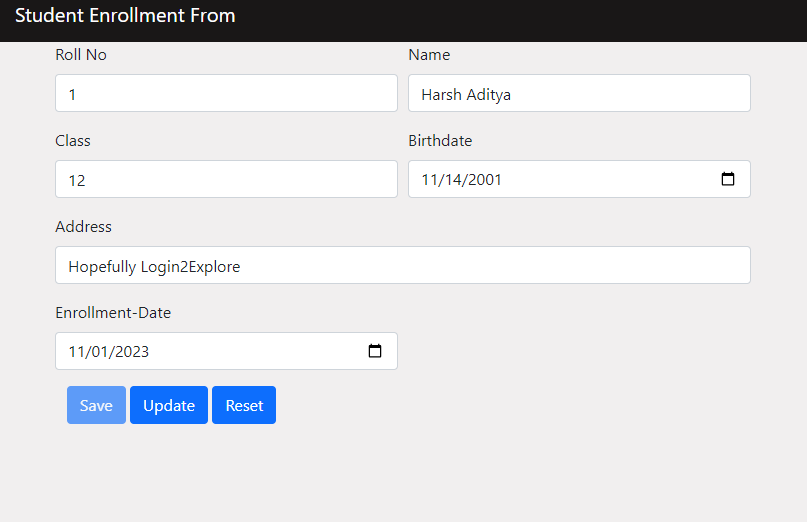 Student Enrollment From
Roll No
Name
1
Harsh Aditya
Class
Birthdate
12
11/14/2001
Address
Hopefully Login2Explore
Enrollment-Date
11/01/2023
Save Update Reset